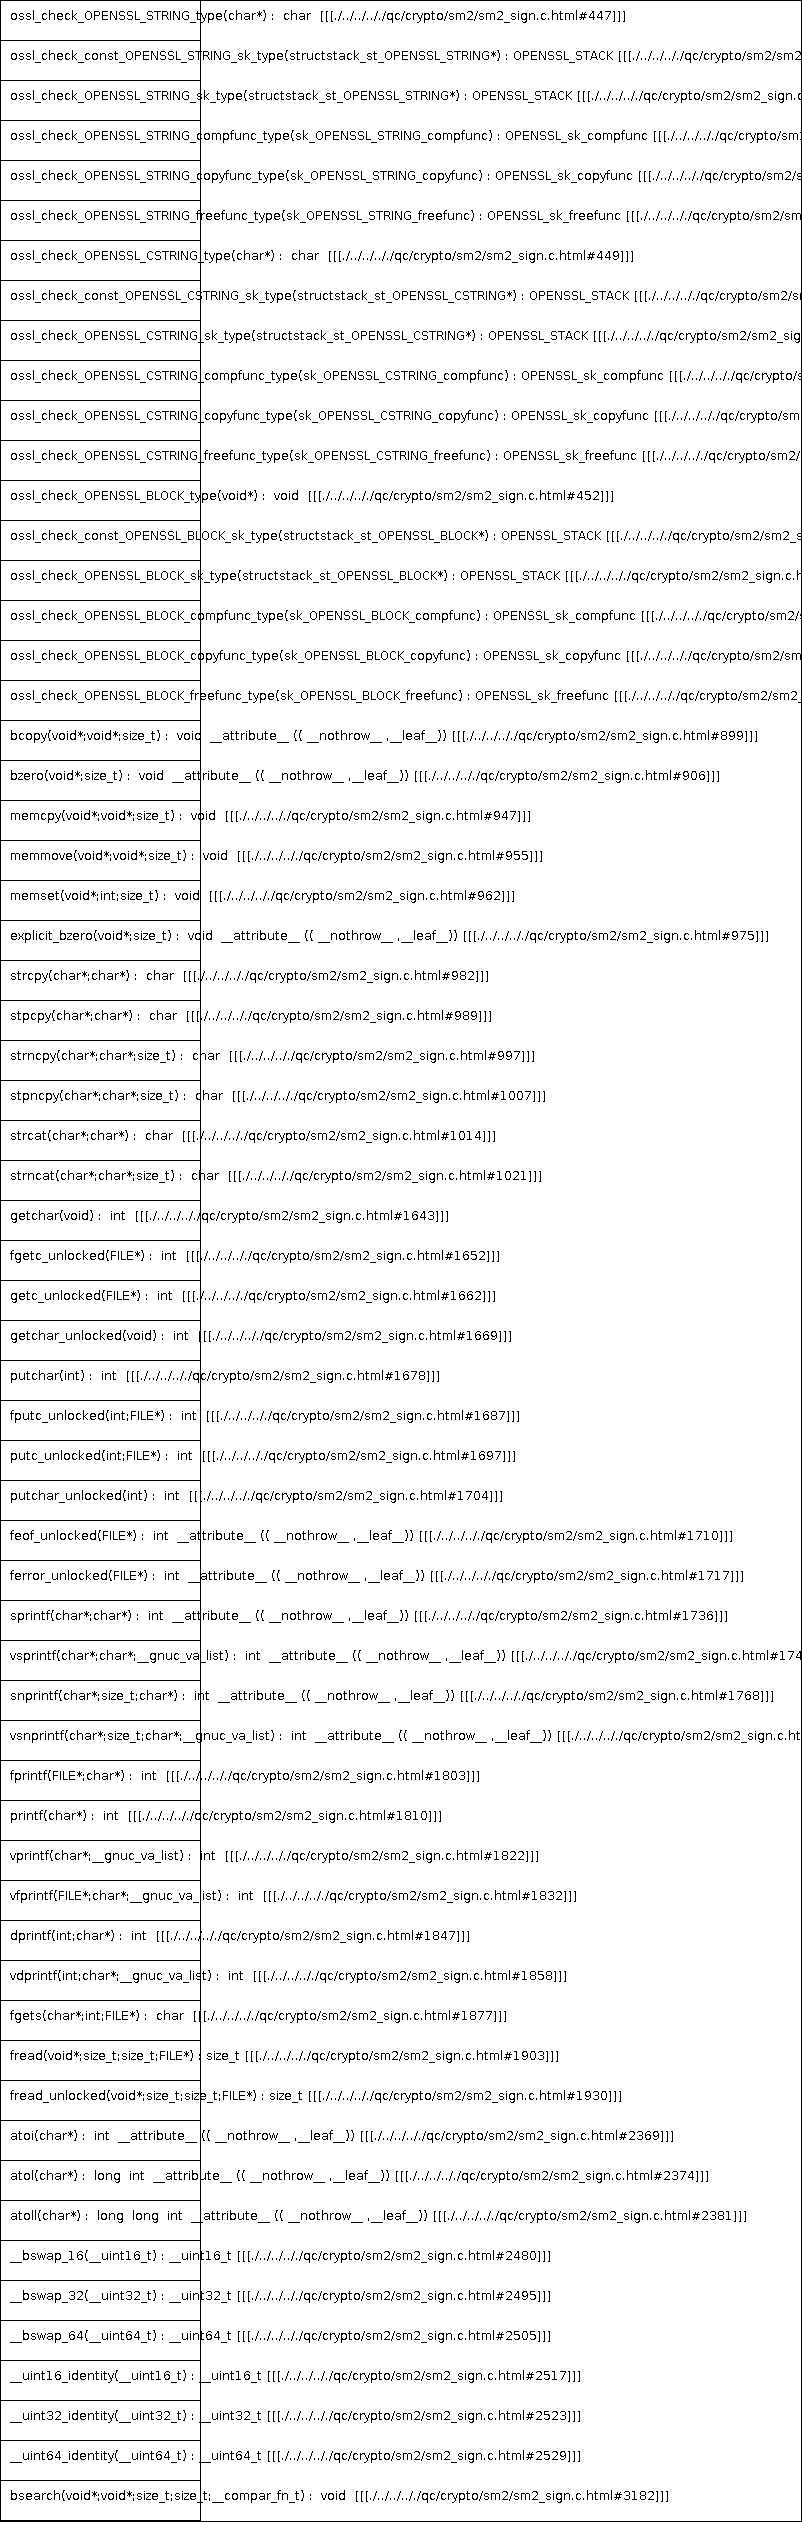 ossl_check_OPENSSL_STRING_type(char*) : char [[[./../../../qc/crypto/sm2/sm2_sign.c.html#447]]]
ossl_check_const_OPENSSL_STRING_sk_type(structstack_st_OPENSSL_STRING*) : OPENSSL_STACK [[[./../../../qc/crypto/sm2/sm2
ossl_check_OPENSSL_STRING_sk_type(structstack_st_OPENSSL_STRING*) : OPENSSL_STACK [[[./../../../qc/crypto/sm2/sm2_sign.c
ossl_check_OPENSSL_STRING_compfunc_type(sk_OPENSSL_STRING_compfunc) : OPENSSL_sk_compfunc [[[./../../../qc/crypto/sm
ossl_check_OPENSSL_STRING_copyfunc_type(sk_OPENSSL_STRING_copyfunc) : OPENSSL_sk_copyfunc [[[./../../../qc/crypto/sm2/s
ossl_check_OPENSSL_STRING_freefunc_type(sk_OPENSSL_STRING_freefunc) : OPENSSL_sk_freefunc [[[./../../../qc/crypto/sm2/sm
ossl_check_OPENSSL_CSTRING_type(char*) : char [[[./../../../qc/crypto/sm2/sm2_sign.c.html#449]]]
ossl_check_const_OPENSSL_CSTRING_sk_type(structstack_st_OPENSSL_CSTRING*) : OPENSSL_STACK [[[./../../../qc/crypto/sm2/s
ossl_check_OPENSSL_CSTRING_sk_type(structstack_st_OPENSSL_CSTRING*) : OPENSSL_STACK [[[./../../../qc/crypto/sm2/sm2_sig
ossl_check_OPENSSL_CSTRING_compfunc_type(sk_OPENSSL_CSTRING_compfunc) : OPENSSL_sk_compfunc [[[./../../../qc/crypto/s
ossl_check_OPENSSL_CSTRING_copyfunc_type(sk_OPENSSL_CSTRING_copyfunc) : OPENSSL_sk_copyfunc [[[./../../../qc/crypto/sm
ossl_check_OPENSSL_CSTRING_freefunc_type(sk_OPENSSL_CSTRING_freefunc) : OPENSSL_sk_freefunc [[[./../../../qc/crypto/sm2/
ossl_check_OPENSSL_BLOCK_type(void*) : void [[[./../../../qc/crypto/sm2/sm2_sign.c.html#452]]]
ossl_check_const_OPENSSL_BLOCK_sk_type(structstack_st_OPENSSL_BLOCK*) : OPENSSL_STACK [[[./../../../qc/crypto/sm2/sm2_s
ossl_check_OPENSSL_BLOCK_sk_type(structstack_st_OPENSSL_BLOCK*) : OPENSSL_STACK [[[./../../../qc/crypto/sm2/sm2_sign.c.h
ossl_check_OPENSSL_BLOCK_compfunc_type(sk_OPENSSL_BLOCK_compfunc) : OPENSSL_sk_compfunc [[[./../../../qc/crypto/sm2/
ossl_check_OPENSSL_BLOCK_copyfunc_type(sk_OPENSSL_BLOCK_copyfunc) : OPENSSL_sk_copyfunc [[[./../../../qc/crypto/sm2/sm
ossl_check_OPENSSL_BLOCK_freefunc_type(sk_OPENSSL_BLOCK_freefunc) : OPENSSL_sk_freefunc [[[./../../../qc/crypto/sm2/sm2_
bcopy(void*;void*;size_t) : void __attribute__ (( __nothrow__ ,__leaf__)) [[[./../../../qc/crypto/sm2/sm2_sign.c.html#899]]]
bzero(void*;size_t) : void __attribute__ (( __nothrow__ ,__leaf__)) [[[./../../../qc/crypto/sm2/sm2_sign.c.html#906]]]
memcpy(void*;void*;size_t) : void [[[./../../../qc/crypto/sm2/sm2_sign.c.html#947]]]
memmove(void*;void*;size_t) : void [[[./../../../qc/crypto/sm2/sm2_sign.c.html#955]]]
memset(void*;int;size_t) : void [[[./../../../qc/crypto/sm2/sm2_sign.c.html#962]]]
explicit_bzero(void*;size_t) : void __attribute__ (( __nothrow__ ,__leaf__)) [[[./../../../qc/crypto/sm2/sm2_sign.c.html#975]]]
strcpy(char*;char*) : char [[[./../../../qc/crypto/sm2/sm2_sign.c.html#982]]]
stpcpy(char*;char*) : char [[[./../../../qc/crypto/sm2/sm2_sign.c.html#989]]]
strncpy(char*;char*;size_t) : char [[[./../../../qc/crypto/sm2/sm2_sign.c.html#997]]]
stpncpy(char*;char*;size_t) : char [[[./../../../qc/crypto/sm2/sm2_sign.c.html#1007]]]
strcat(char*;char*) : char [[[./../../../qc/crypto/sm2/sm2_sign.c.html#1014]]]
strncat(char*;char*;size_t) : char [[[./../../../qc/crypto/sm2/sm2_sign.c.html#1021]]]
getchar(void) : int [[[./../../../qc/crypto/sm2/sm2_sign.c.html#1643]]]
fgetc_unlocked(FILE*) : int [[[./../../../qc/crypto/sm2/sm2_sign.c.html#1652]]]
getc_unlocked(FILE*) : int [[[./../../../qc/crypto/sm2/sm2_sign.c.html#1662]]]
getchar_unlocked(void) : int [[[./../../../qc/crypto/sm2/sm2_sign.c.html#1669]]]
putchar(int) : int [[[./../../../qc/crypto/sm2/sm2_sign.c.html#1678]]]
fputc_unlocked(int;FILE*) : int [[[./../../../qc/crypto/sm2/sm2_sign.c.html#1687]]]
putc_unlocked(int;FILE*) : int [[[./../../../qc/crypto/sm2/sm2_sign.c.html#1697]]]
putchar_unlocked(int) : int [[[./../../../qc/crypto/sm2/sm2_sign.c.html#1704]]]
feof_unlocked(FILE*) : int __attribute__ (( __nothrow__ ,__leaf__)) [[[./../../../qc/crypto/sm2/sm2_sign.c.html#1710]]]
ferror_unlocked(FILE*) : int __attribute__ (( __nothrow__ ,__leaf__)) [[[./../../../qc/crypto/sm2/sm2_sign.c.html#1717]]]
sprintf(char*;char*) : int __attribute__ (( __nothrow__ ,__leaf__)) [[[./../../../qc/crypto/sm2/sm2_sign.c.html#1736]]]
vsprintf(char*;char*;__gnuc_va_list) : int __attribute__ (( __nothrow__ ,__leaf__)) [[[./../../../qc/crypto/sm2/sm2_sign.c.html#174
snprintf(char*;size_t;char*) : int __attribute__ (( __nothrow__ ,__leaf__)) [[[./../../../qc/crypto/sm2/sm2_sign.c.html#1768]]]
vsnprintf(char*;size_t;char*;__gnuc_va_list) : int __attribute__ (( __nothrow__ ,__leaf__)) [[[./../../../qc/crypto/sm2/sm2_sign.c.ht
fprintf(FILE*;char*) : int [[[./../../../qc/crypto/sm2/sm2_sign.c.html#1803]]]
printf(char*) : int [[[./../../../qc/crypto/sm2/sm2_sign.c.html#1810]]]
vprintf(char*;__gnuc_va_list) : int [[[./../../../qc/crypto/sm2/sm2_sign.c.html#1822]]]
vfprintf(FILE*;char*;__gnuc_va_list) : int [[[./../../../qc/crypto/sm2/sm2_sign.c.html#1832]]]
dprintf(int;char*) : int [[[./../../../qc/crypto/sm2/sm2_sign.c.html#1847]]]
vdprintf(int;char*;__gnuc_va_list) : int [[[./../../../qc/crypto/sm2/sm2_sign.c.html#1858]]]
fgets(char*;int;FILE*) : char [[[./../../../qc/crypto/sm2/sm2_sign.c.html#1877]]]
fread(void*;size_t;size_t;FILE*) : size_t [[[./../../../qc/crypto/sm2/sm2_sign.c.html#1903]]]
fread_unlocked(void*;size_t;size_t;FILE*) : size_t [[[./../../../qc/crypto/sm2/sm2_sign.c.html#1930]]]
atoi(char*) : int __attribute__ (( __nothrow__ ,__leaf__)) [[[./../../../qc/crypto/sm2/sm2_sign.c.html#2369]]]
atol(char*) : long int __attribute__ (( __nothrow__ ,__leaf__)) [[[./../../../qc/crypto/sm2/sm2_sign.c.html#2374]]]
atoll(char*) : long long int __attribute__ (( __nothrow__ ,__leaf__)) [[[./../../../qc/crypto/sm2/sm2_sign.c.html#2381]]]
__bswap_16(__uint16_t) : __uint16_t [[[./../../../qc/crypto/sm2/sm2_sign.c.html#2480]]]
__bswap_32(__uint32_t) : __uint32_t [[[./../../../qc/crypto/sm2/sm2_sign.c.html#2495]]]
__bswap_64(__uint64_t) : __uint64_t [[[./../../../qc/crypto/sm2/sm2_sign.c.html#2505]]]
__uint16_identity(__uint16_t) : __uint16_t [[[./../../../qc/crypto/sm2/sm2_sign.c.html#2517]]]
__uint32_identity(__uint32_t) : __uint32_t [[[./../../../qc/crypto/sm2/sm2_sign.c.html#2523]]]
__uint64_identity(__uint64_t) : __uint64_t [[[./../../../qc/crypto/sm2/sm2_sign.c.html#2529]]]
bsearch(void*;void*;size_t;size_t;__compar_fn_t) : void [[[./../../../qc/crypto/sm2/sm2_sign.c.html#3182]]]